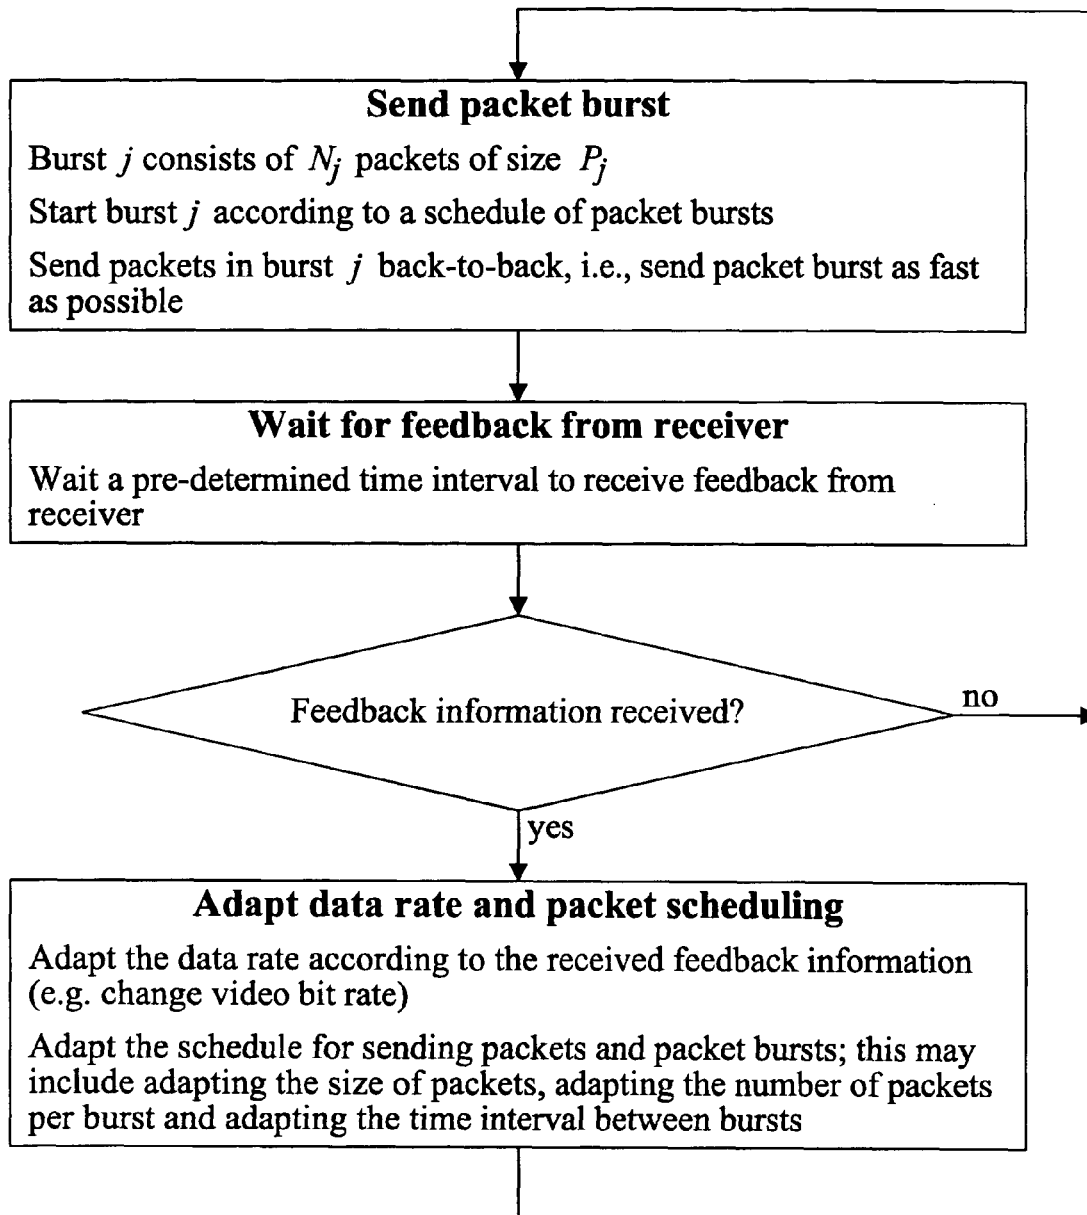 Send packet burst
Burst j consists of N_j packets of size P_j
Start burst j according to a schedule of packet bursts
Send packets in burst j back-to-back, i.e., send packet burst as fast
as possible
Wait for feedback from receiver
Wait a pre-determined time interval to receive feedback from
receiver
Feedback information received?
no
yes
Adapt data rate and packet scheduling
Adapt the data rate according to the received feedback information
(e.g. change video bit rate)
Adapt the schedule for sending packets and packet bursts; this may
include adapting the size of packets, adapting the number of packets
per burst and adapting the time interval between bursts